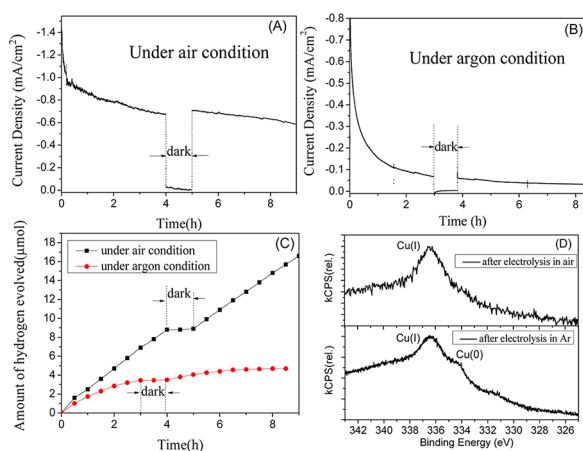 (A)
Under air condition
dark
Current Density (mA/cm²)
-1.4
-1.2
-1.0
-0.8
-0.6
-0.4
-0.2
0.0
0 2 4 6 8
Time(h)
(B)
Under argon condition
dark
Current Density (mA/cm²)
-0.8
-0.7
-0.6
-0.5
-0.4
-0.3
-0.2
-0.1
0.0
0 2 4 6 8
Time (h)
(C)
under air condition
under argon condition
dark
dark
Amount of hydrogen evolved(μmol)
18
16
14
12
10
8
6
4
2
0
0 2 4 6 8
Time(h)
(D)
Cu(I)
after electrolysis in air
kCPS(rel.)
Cu(I)
after electrolysis in Ar
Cu(0)
kCPS(rel.)
342 340 338 336 334 332 330 328 326
Binding Energy (eV)